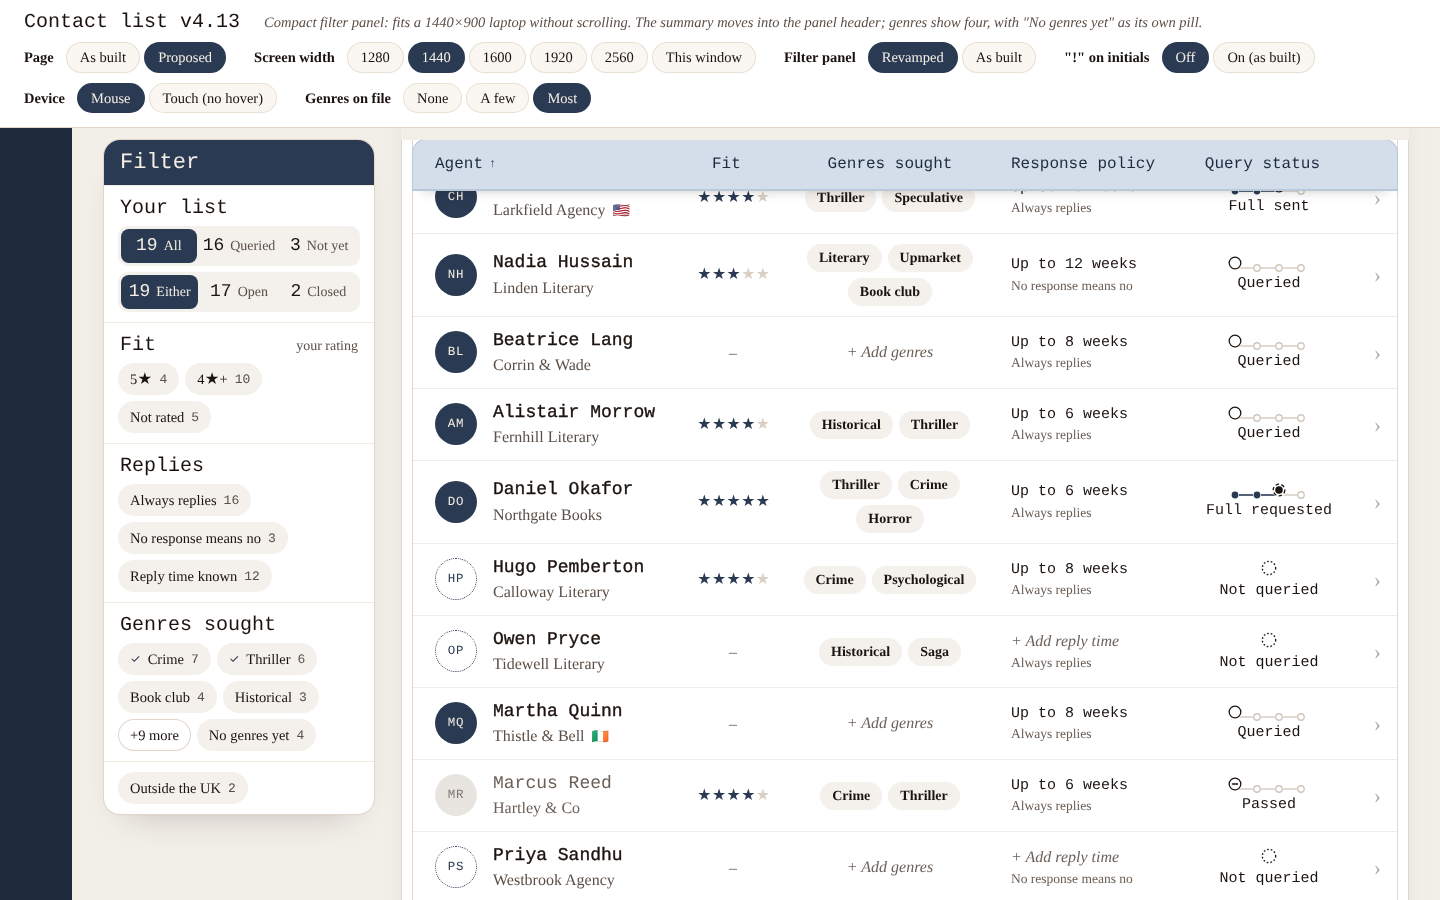 Contact list v4.13 Compact filter panel: fits a 1440×900 laptop without scrolling. The summary moves into the panel header; genres show four, with "No genres yet" as its own pill.
Page As built Proposed Screen width 1280 1440 1600 1920 2560 This window Filter panel Revamped As built "!" on initials Off On (as built)
Device Mouse Touch (no hover) Genres on file None A few Most
Filter
Your list
19 All 16 Queried 3 Not yet
19 Either 17 Open 2 Closed
Fit your rating
5★ 4 4★+ 10
Not rated 5
Replies
Always replies 16
No response means no 3
Reply time known 12
Genres sought
✓ Crime 7 ✓ Thriller 6
Book club 4 Historical 3
+9 more No genres yet 4
Outside the UK 2
Agent ↑ Fit Genres sought Response policy Query status
CH Larkfield Agency ★★★★★ Thriller Speculative Always replies Full sent ›
NH Nadia Hussain ★★★★★ Literary Upmarket Up to 12 weeks ›
Linden Literary Book club No response means no Queried
BL Beatrice Lang – + Add genres Up to 8 weeks ›
Corrin & Wade Always replies Queried
AM Alistair Morrow ★★★★★ Historical Thriller Up to 6 weeks ›
Fernhill Literary Always replies Queried
DO Daniel Okafor ★★★★★ Thriller Crime Up to 6 weeks ›
Northgate Books Horror Always replies Full requested
HP Hugo Pemberton ★★★★★ Crime Psychological Up to 8 weeks ›
Calloway Literary Always replies Not queried
OP Owen Pryce – Historical Saga + Add reply time ›
Tidewell Literary Always replies Not queried
MQ Martha Quinn – + Add genres Up to 8 weeks ›
Thistle & Bell Always replies Queried
MR Marcus Reed ★★★★★ Crime Thriller Up to 6 weeks ›
Hartley & Co Always replies Passed
PS Priya Sandhu – + Add genres + Add reply time ›
Westbrook Agency No response means no Not queried